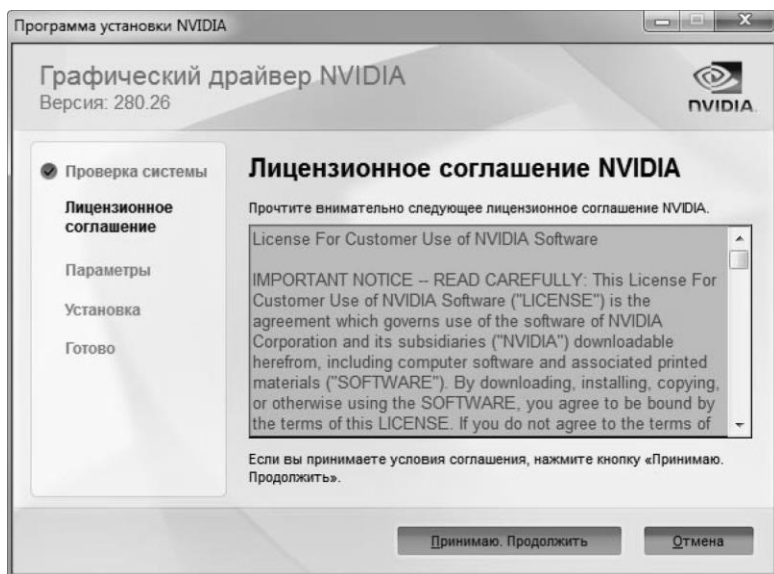 Программа установки NVIDIA
Графический драйвер NVIDIA
Версия: 280.26
NVIDIA.
Проверка системы
Лицензионное
соглашение
Параметры
Установка
Готово
Лицензионное соглашение NVIDIA
Прочтите внимательно следующее лицензионное соглашение NVIDIA.
License For Customer Use of NVIDIA Software
IMPORTANT NOTICE -- READ CAREFULLY: This License For
Customer Use of NVIDIA Software ("LICENSE") is the
agreement which governs use of the software of NVIDIA
Corporation and its subsidiaries ("NVIDIA") downloadable
herefrom, including computer software and associated printed
materials ("SOFTWARE"). By downloading, installing, copying,
or otherwise using the SOFTWARE, you agree to be bound by
the terms of this LICENSE. If you do not agree to the terms of
Если вы принимаете условия соглашения, нажмите кнопку «Принимаю.
Продолжить».
Принимаю. Продолжить
Отмена